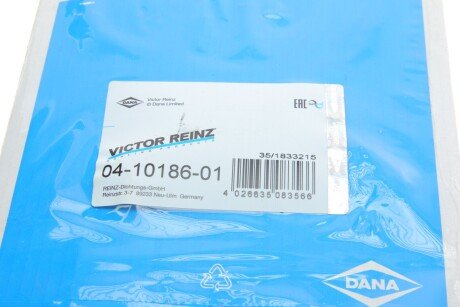 DANA
Victor Reinz
© Dana Limited
EAC
VICTOR REINZ
35/1833215
04-10186-01
REINZ-Dichtungs-GmbH
Reinzstr. 3-7 89233 Neu-Ulm Germany
4 026635 083566
DANA